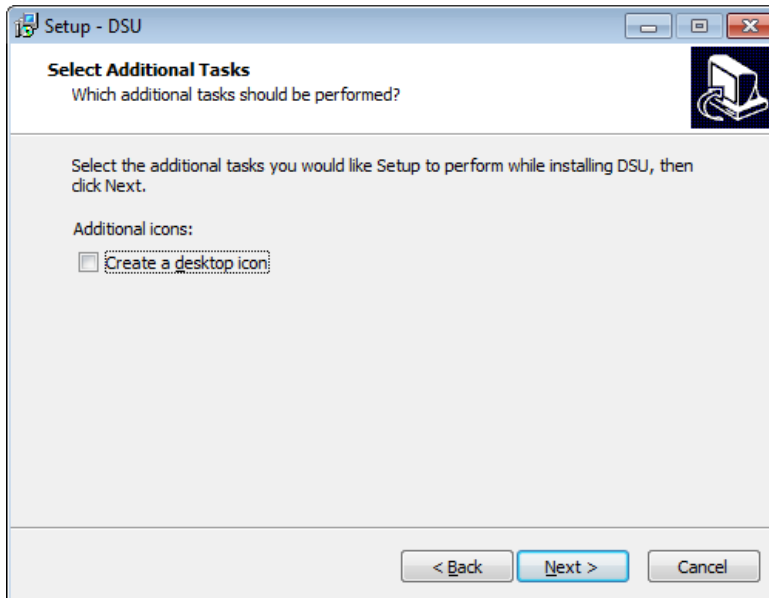 Setup - DSU
Select Additional Tasks
Which additional tasks should be performed?
Select the additional tasks you would like Setup to perform while installing DSU, then
click Next.
Additional icons:
Create a desktop icon
< Back
Next >
Cancel